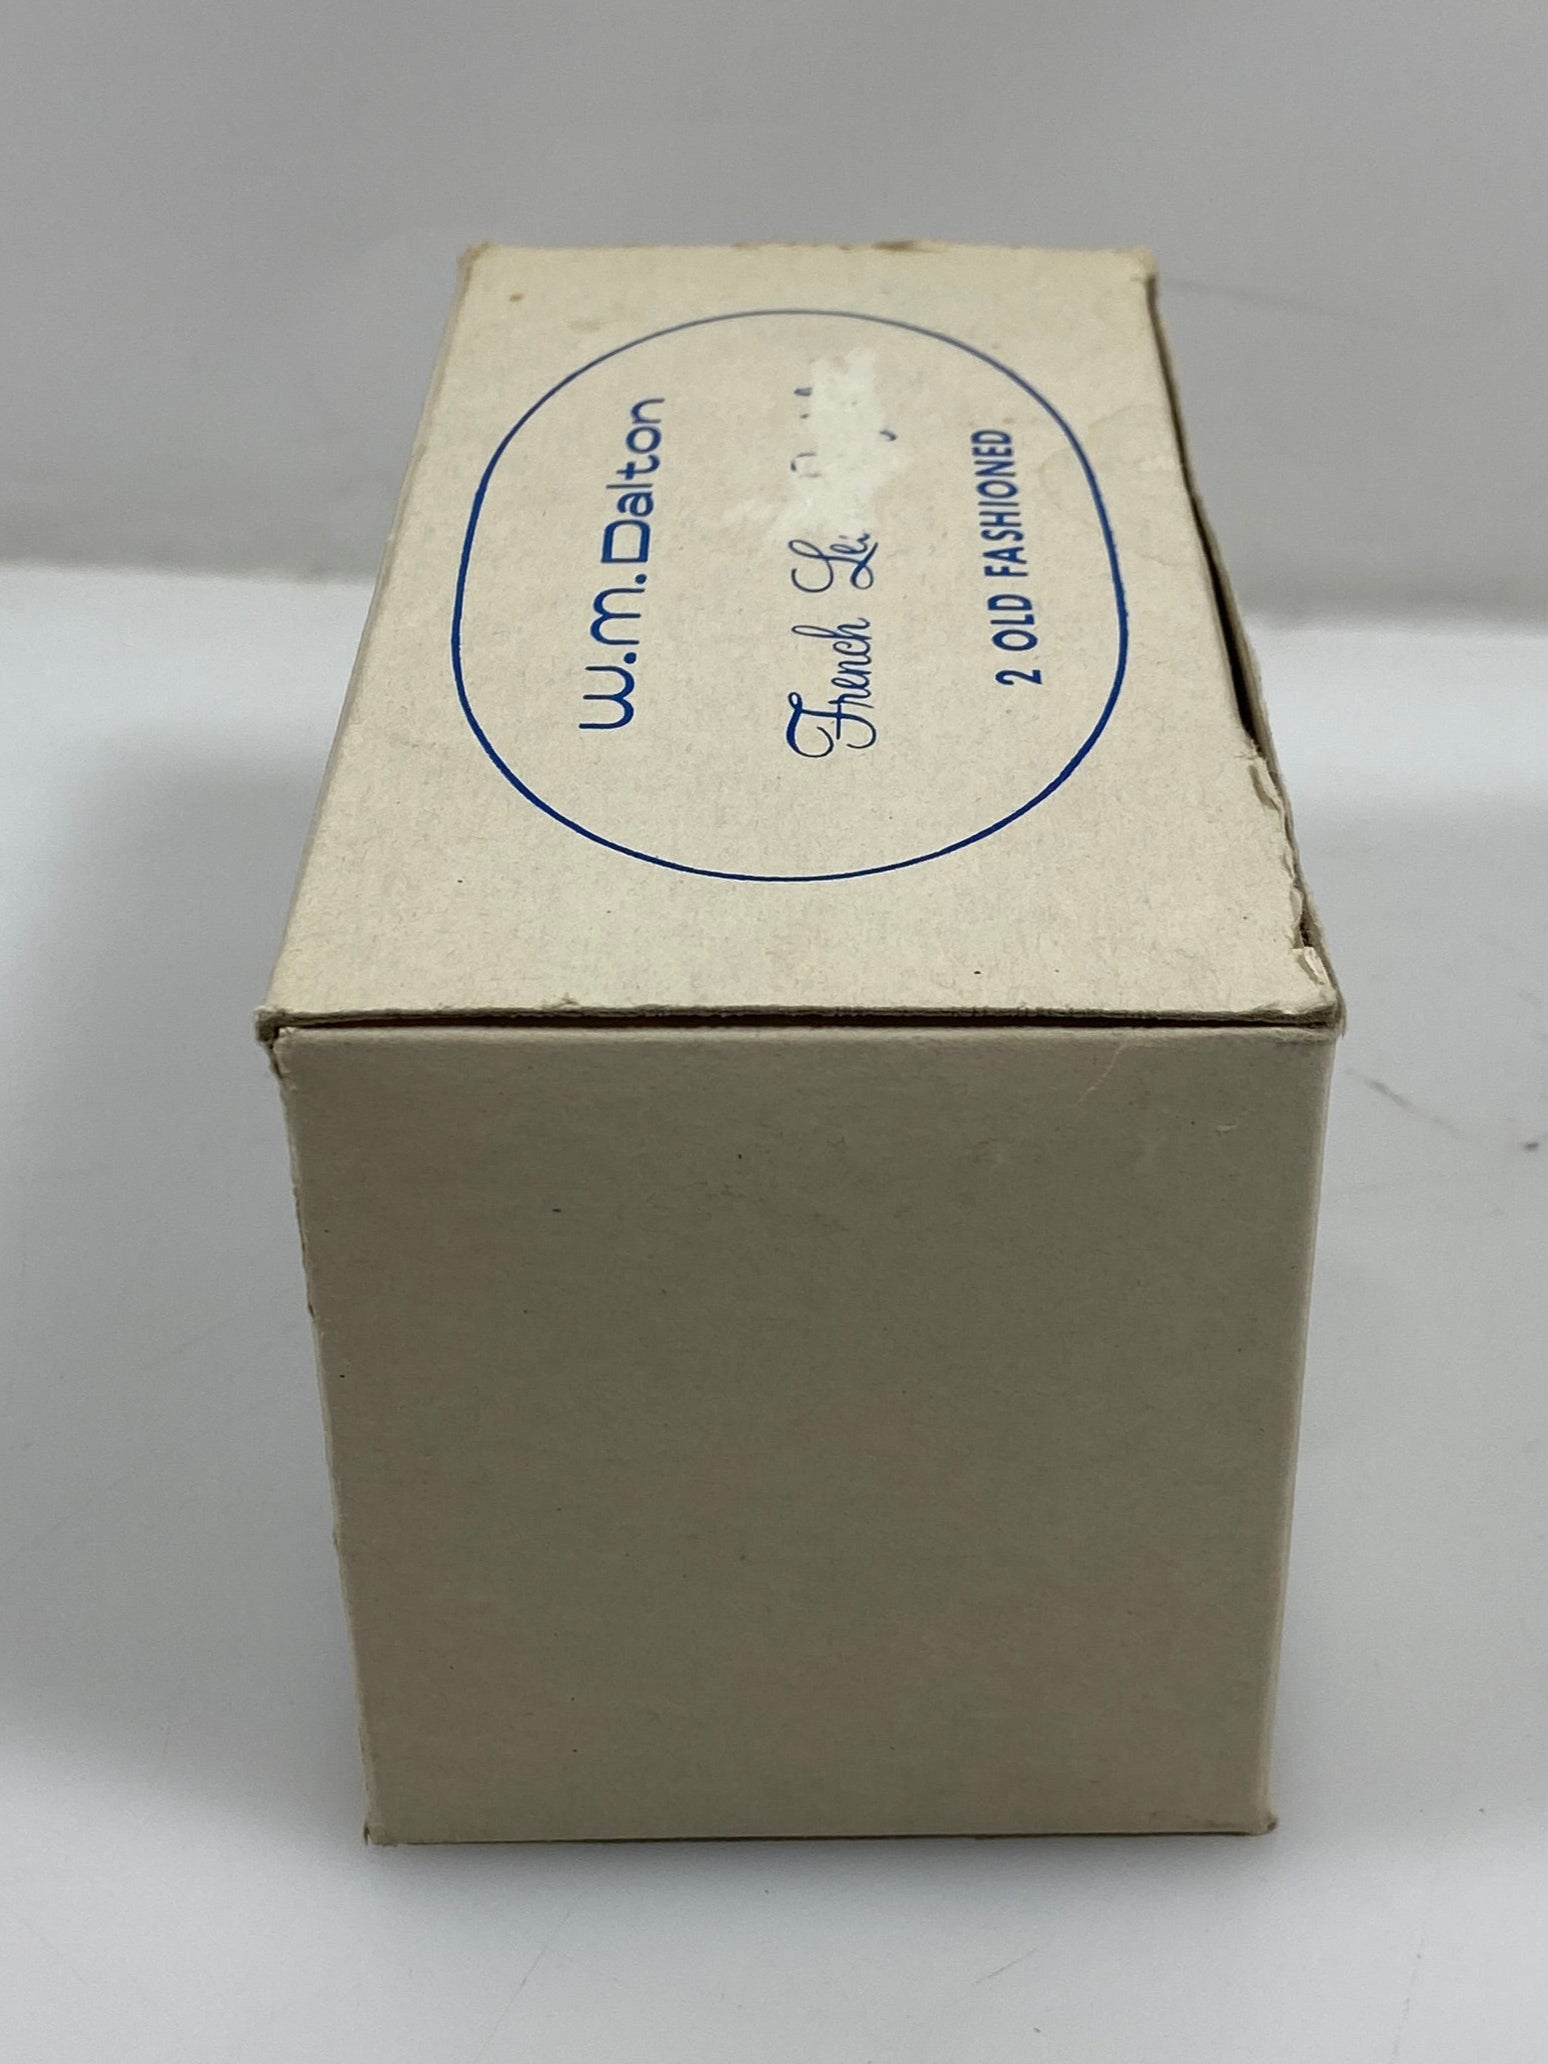 W.M. Dalton
French
2 OLD FASHIONED